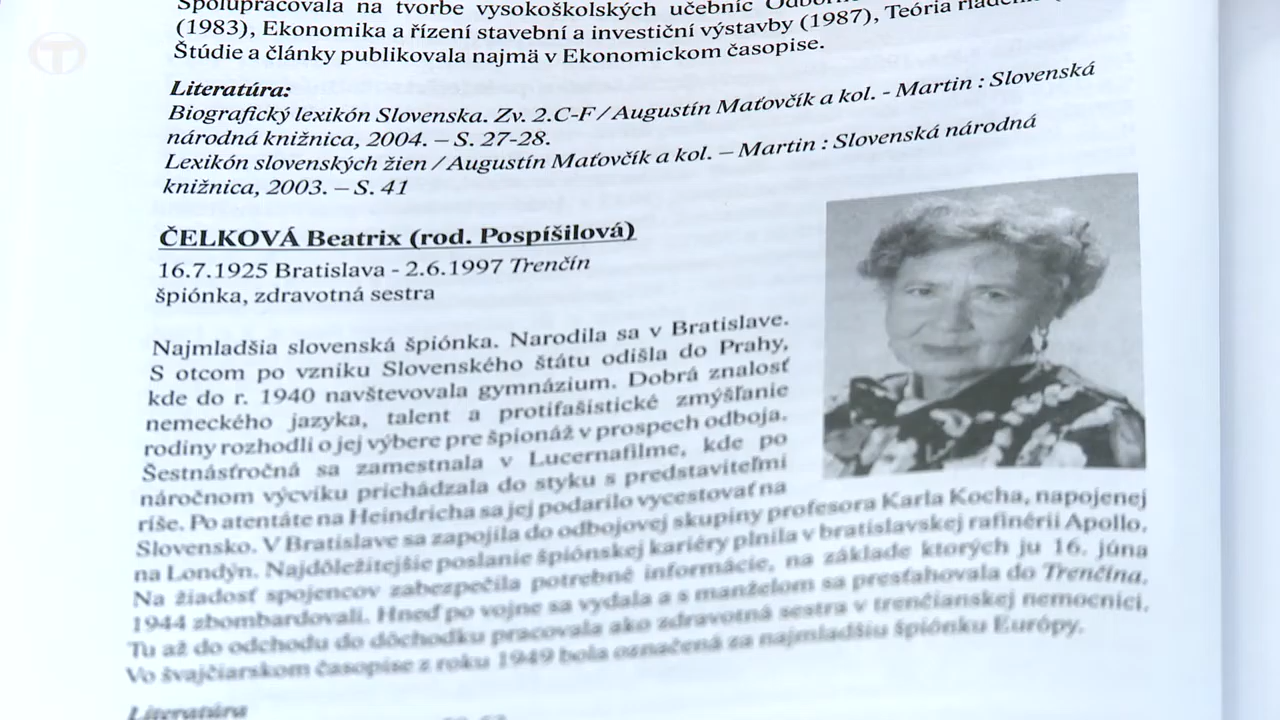 Spolupracovala na tvorbe vysokoškolských učebníc
(1983), Ekonomika a řízení stavební a investiční výstavby (1987), Teória
Štúdie a články publikovala najmä v Ekonomickom časopise.
Literatúra:
Biografický lexikón Slovenska. Zv. 2.C-F / Augustín Maťovčík a kol. - Martin : Slovenská
národná knižnica, 2004. – S. 27-28.
Lexikón slovenských žien / Augustín Maťovčík a kol. – Martin : Slovenská národná
knižnica, 2003. – S. 41
ČELKOVÁ Beatrix (rod. Pospíšilová)
16.7.1925 Bratislava - 2.6.1997 Trenčín
špiónka, zdravotná sestra
Najmladšia slovenská špiónka. Narodila sa v Bratislave.
S otcom po vzniku Slovenského štátu odišla do Prahy,
kde do r. 1940 navštevovala gymnázium. Dobrá znalosť
nemeckého jazyka, talent a protifašistické zmýšľanie
rodiny rozhodli o jej výbere pre špionáž v prospech odboja.
Šestnásťročná sa zamestnala v Lucernafilme, kde po
náročnom výcviku prichádzala do styku s predstaviteľmi
ríše. Po atentáte na Heindricha sa jej podarilo vycestovať na
Slovensko. V Bratislave sa zapojila do odbojovej skupiny profesora Karla Kocha, napojenej
na Londýn. Najdôležitejšie poslanie špiónskej kariéry plnila v bratislavskej rafinérii Apollo.
Na žiadosť spojencov zabezpečila potrebné informácie, na základe ktorých ju 16. júna
1944 zbombardovali. Hneď po vojne sa vydala a s manželom sa presťahovala do Trenčína.
Tu až do odchodu do dôchodku pracovala ako zdravotná sestra v trenčianskej nemocnici.
Vo švajčiarskom časopise z roku 1949 bola označená za najmladšiu špiónku Európy.
Literatúra